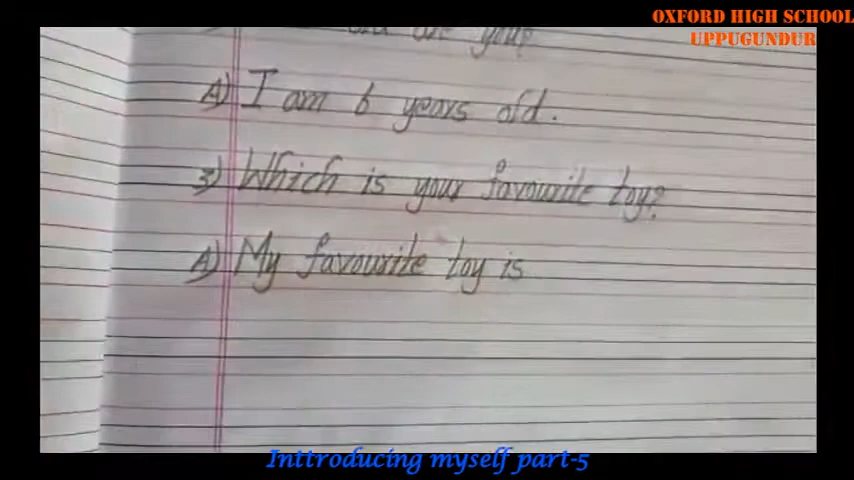 OXFORD HIGH SCHOOL
UPPUGUNDUR
you?
A) I am 6 years old.
3) Which is your favourite toy?
A) My favourite toy is
Inttroducing myself part-5